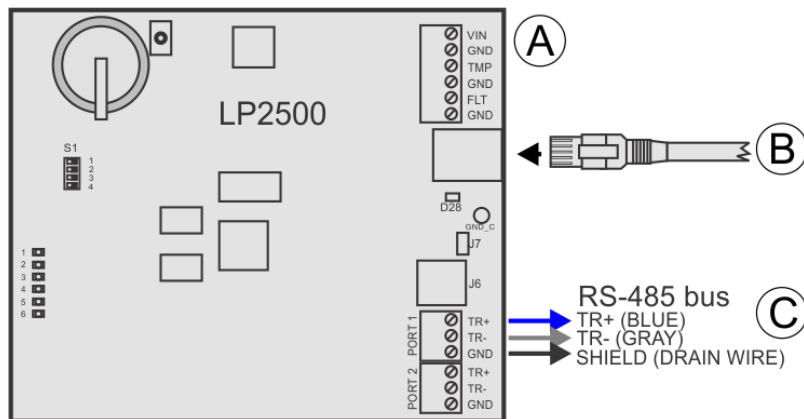 VIN
GND
TMP
GND
FLT
GND
A
LP2500
S1
1
2
3
4
B
D28
GND_C
J7
J6
1
2
3
4
5
6
RS-485 bus
C
PORT 1
TR+
TR-
GND
TR+ (BLUE)
TR- (GRAY)
SHIELD (DRAIN WIRE)
PORT 2
TR+
TR-
GND